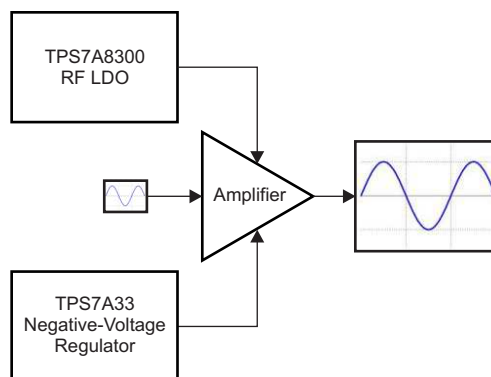 TPS7A8300
RF LDO
Amplifier
TPS7A33
Negative-Voltage
Regulator